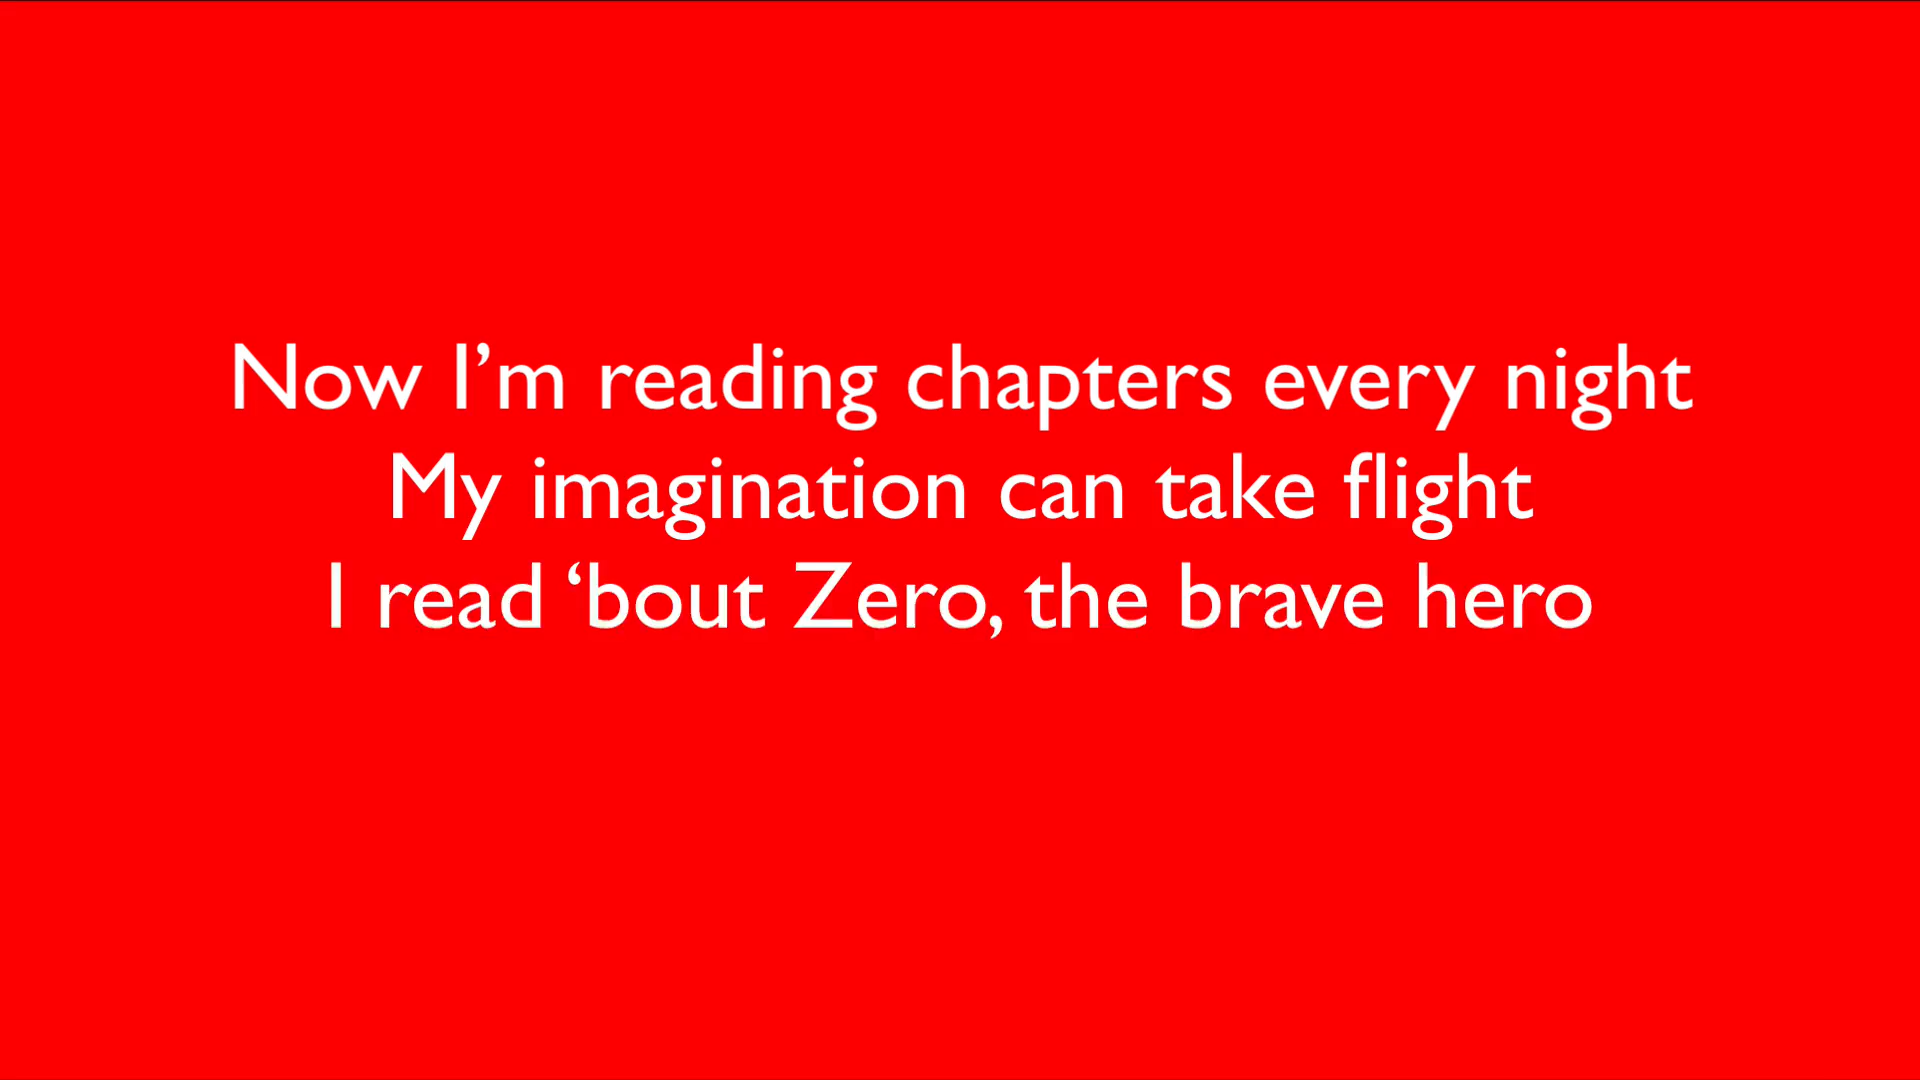 Now I’m reading chapters every night
My imagination can take flight
I read ‘bout Zero, the brave hero